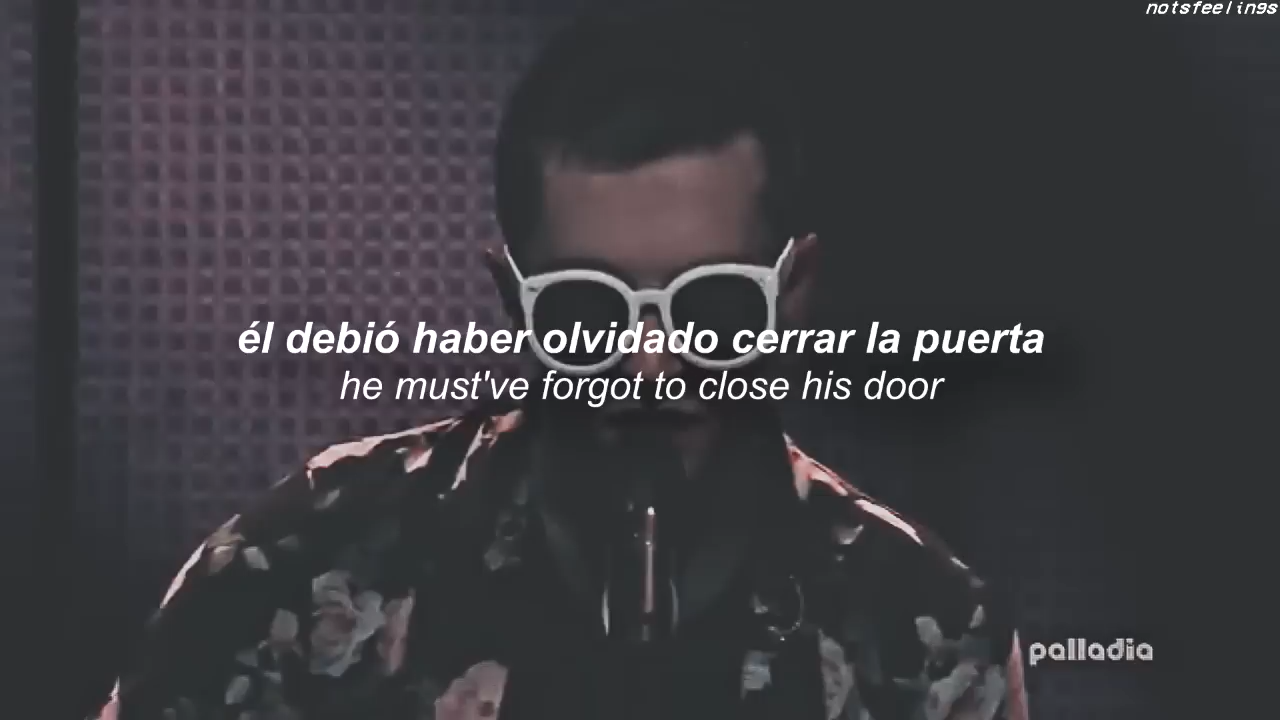 notsfeelings
él debió haber olvidado cerrar la puerta
he must've forgot to close his door
palladia